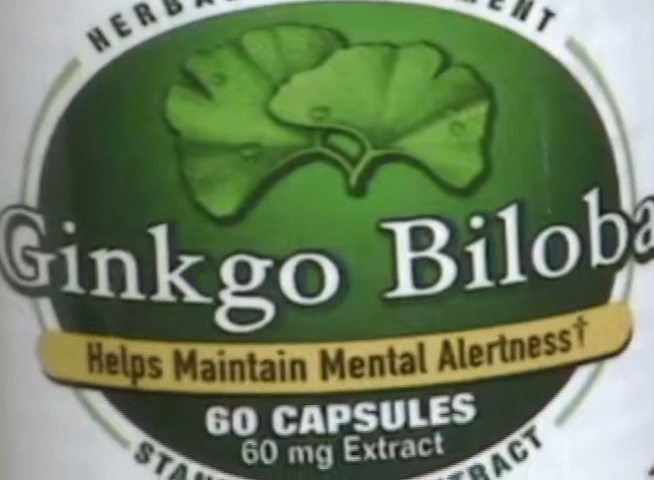 Ginkgo Biloba
Helps Maintain Mental Alertness†
60 CAPSULES
60 mg Extract